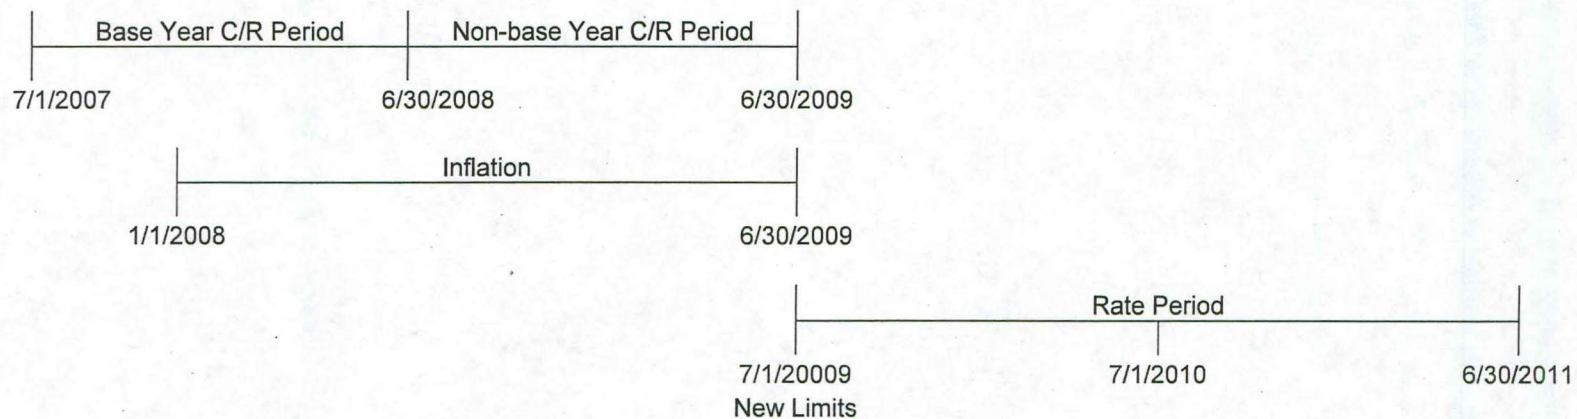 Base Year C/R Period Non-base Year C/R Period
7/1/2007 6/30/2008 6/30/2009
Inflation
1/1/2008 6/30/2009
Rate Period
7/1/20009 7/1/2010 6/30/2011
New Limits